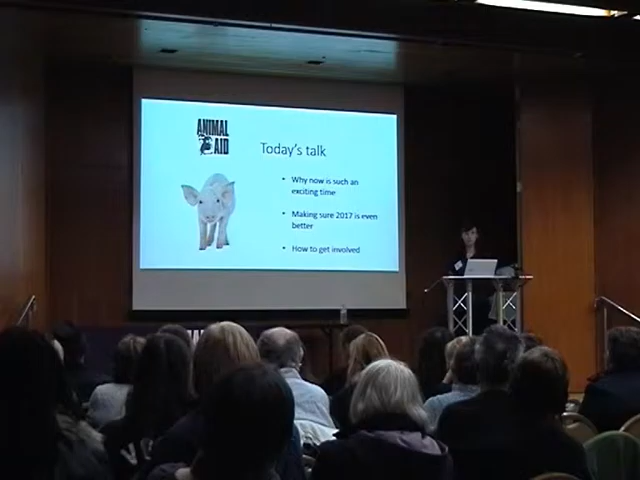 ANIMAL
AID
Today's talk
• Why now is such an
exciting time
• Making sure 2017 is even
better
• How to get involved